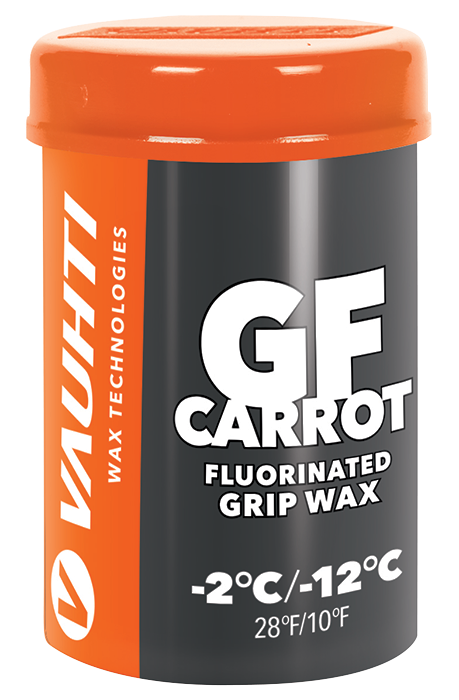 VAUHTI
WAX TECHNOLOGIES
GF
CARROT
FLUORINATED
GRIP WAX
-2°C/-12°C
28°F/10°F